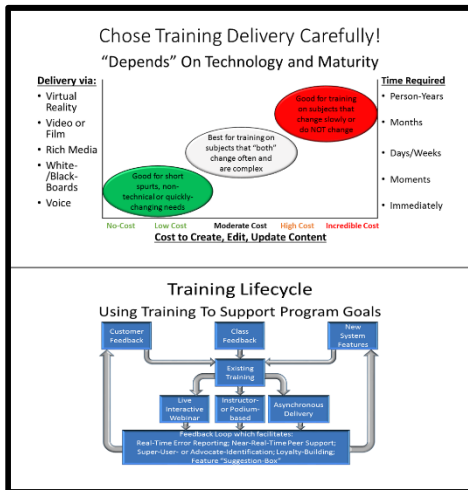 Chose Training Delivery Carefully!
“Depends” On Technology and Maturity
Delivery via:
• Virtual
Reality
• Video or
Film
• Rich Media
• White-
/Black-
Boards
• Voice
Good for training
on subjects that
change slowly or
do NOT change
Best for training on
subjects that “both”
change often and
are complex
Good for short
spurts, non-
technical or quickly-
changing needs
Time Required
• Person-Years
• Months
• Days/Weeks
• Moments
• Immediately
No-Cost Low Cost Moderate Cost High Cost Incredible Cost
Cost to Create, Edit, Update Content
Training Lifecycle
Using Training To Support Program Goals
Customer
Feedback
Class
Feedback
New
System
Features
Existing
Training
Live
Interactive
Webinar
Instructor-
or Podium-
based
Asynchronous
Delivery
Feedback Loop which facilitates:
Real-Time Error Reporting; Near-Real-Time Peer Support;
Super-User- or Advocate-Identification; Loyalty-Building;
Feature “Suggestion-Box”